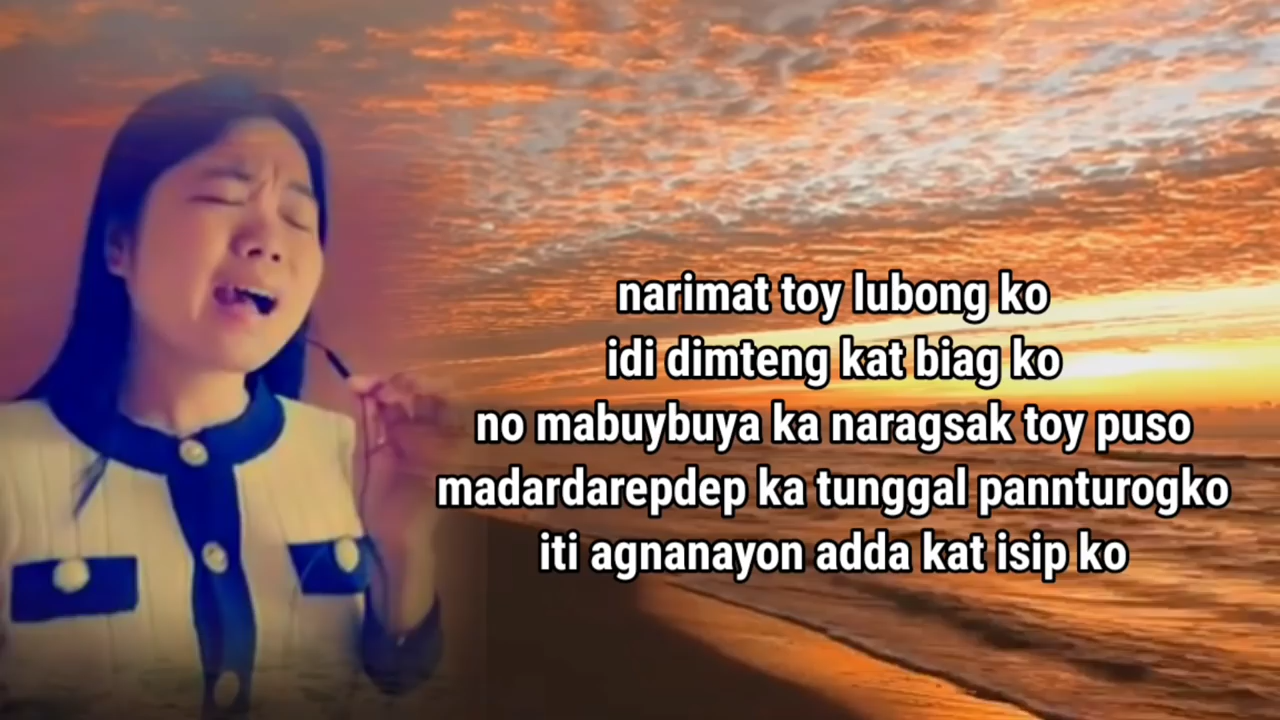 narimat toy lubong ko
idi dimteng kat biag ko
no mabuybuya ka naragsak toy puso
madardarepdep ka tunggal pannturogko
iti agnanayon adda kat isip ko